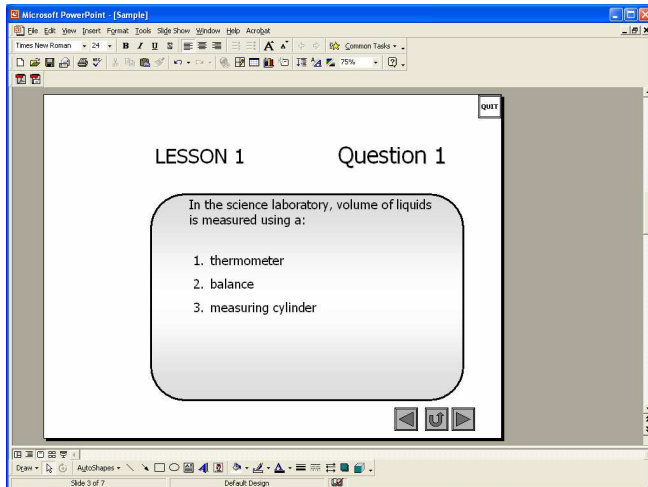 Microsoft PowerPoint - [Sample]
File Edit View Insert Format Tools Slide Show Window Help Acrobat
Times New Roman 24 B I U S A A Common Tasks
75%
QUIT
LESSON 1 Question 1
In the science laboratory, volume of liquids
is measured using a:
1. thermometer
2. balance
3. measuring cylinder
Draw AutoShapes
Slide 3 of 7 Default Design